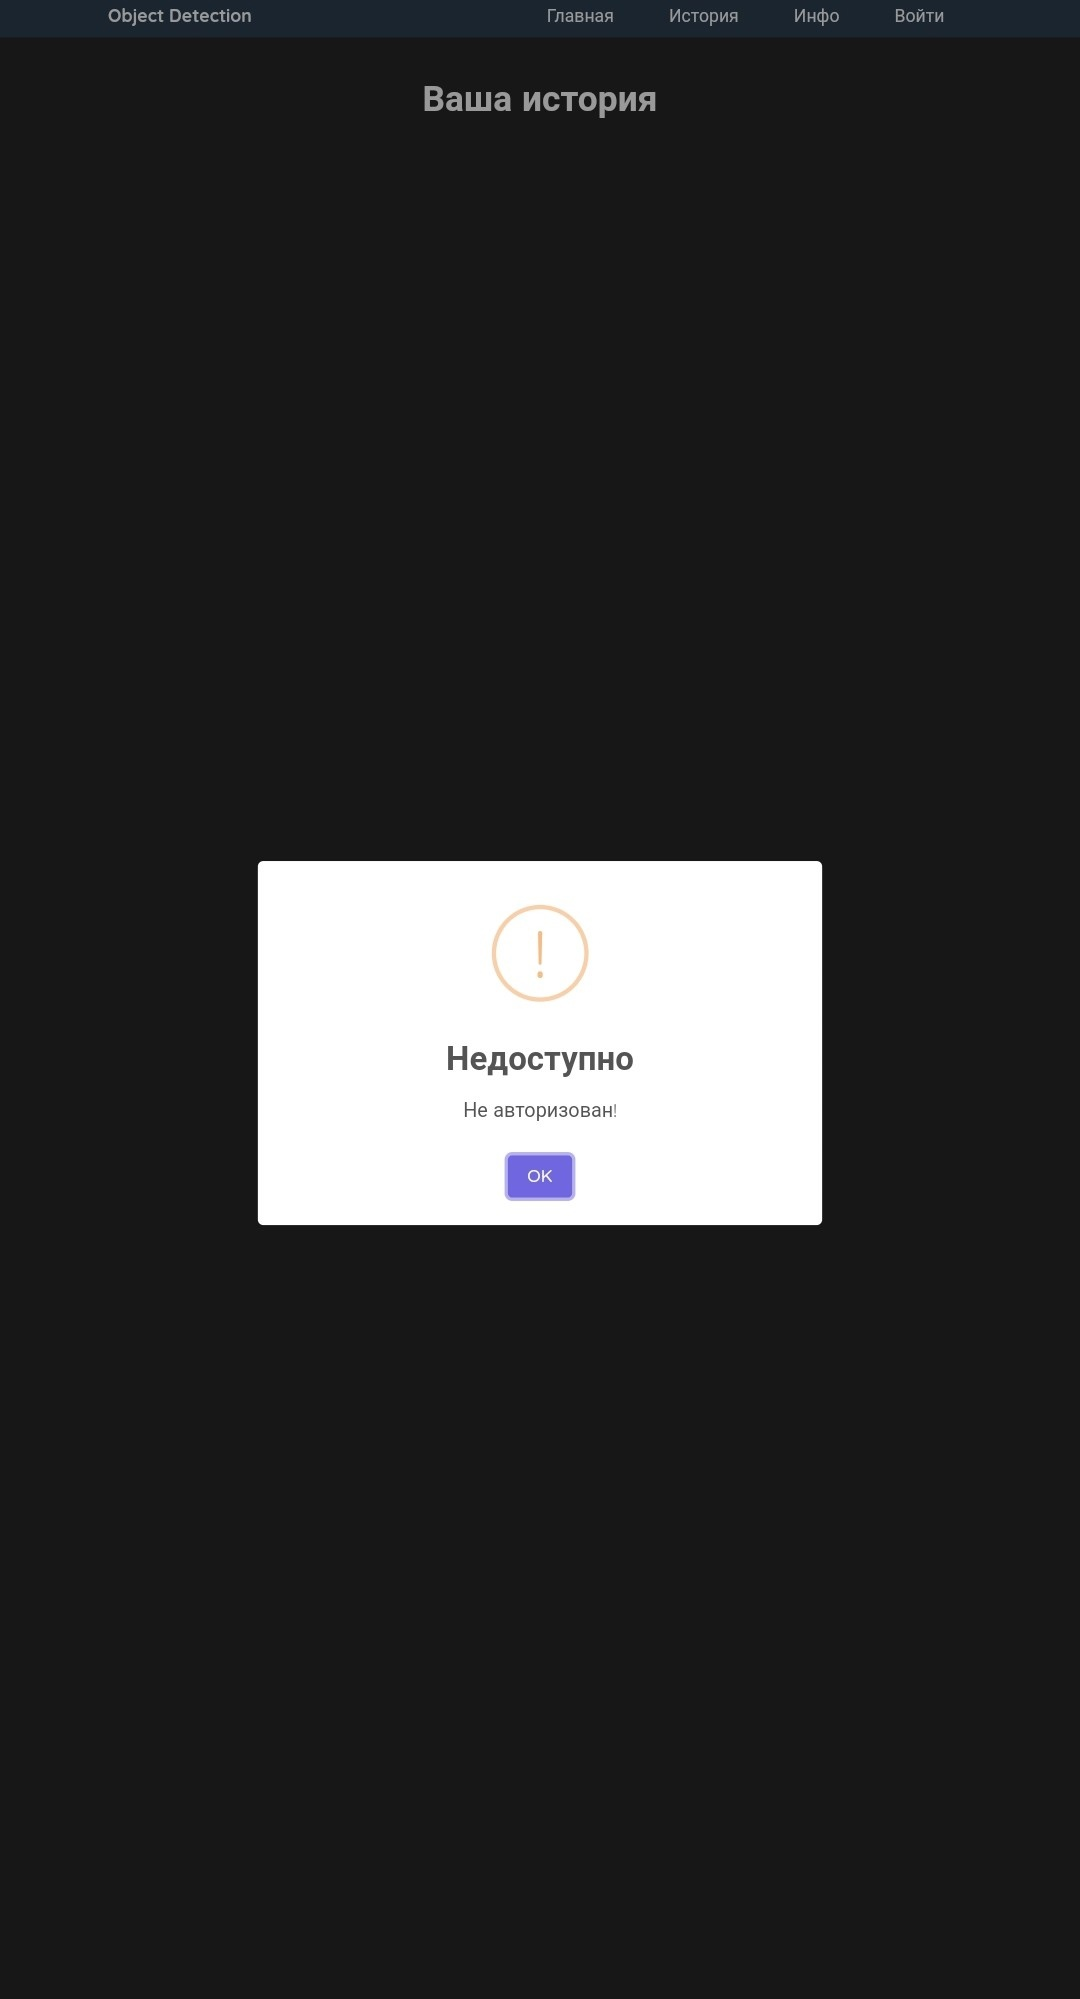 Object Detection Главная История Инфо Войти
Ваша история
!
Недоступно
Не авторизован!
OK